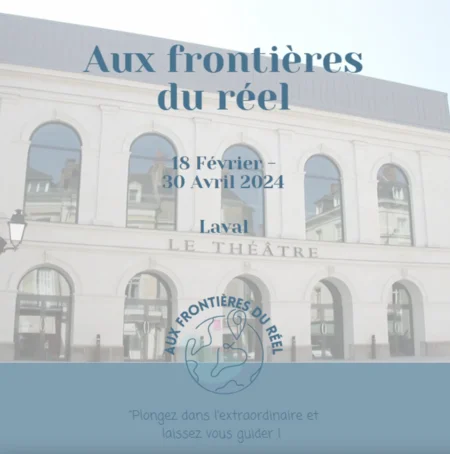 Aux frontières
du réel
18 Février -
30 Avril 2024
Laval
LE THÉÂTRE
AUX FRONTIÈRES DU RÉEL
"Plongez dans l'extraordinaire et
laissez vous guider !